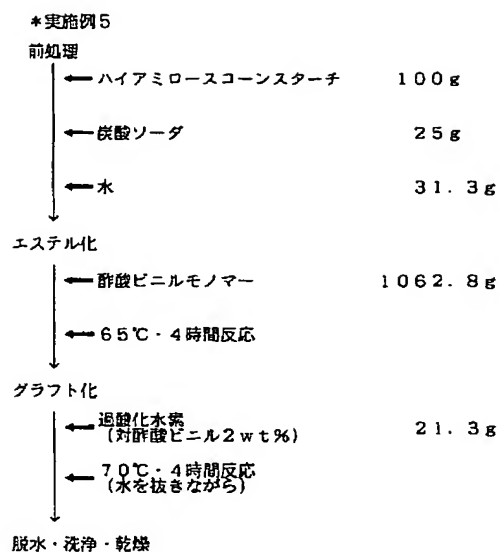 *実施例5
前処理
ハイアミロースコーンスターチ 100g
炭酸ソーダ 25g
水 31.3g
エステル化
酢酸ビニルモノマー 1062.8g
65℃・4時間反応
グラフト化
過酸化水素 21.3g
(対酢酸ビニル2wt%)
70℃・4時間反応
(水を抜きながら)
脱水・洗浄・乾燥